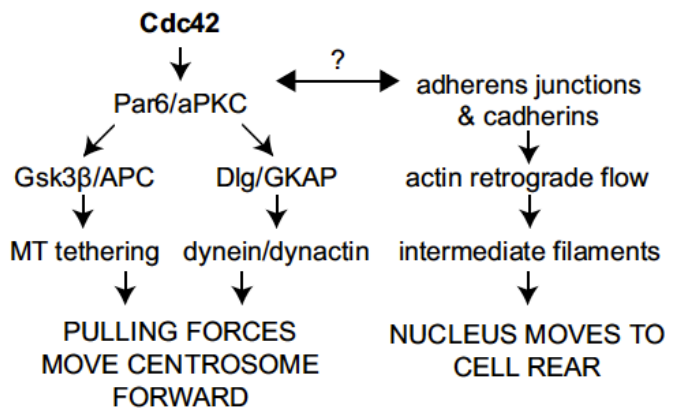 Cdc42
?
Par6/aPKC
adherens junctions
& cadherins
Gsk3β/APC
Dlg/GKAP
actin retrograde flow
MT tethering
dynein/dynactin
intermediate filaments
PULLING FORCES
MOVE CENTROSOME
FORWARD
NUCLEUS MOVES TO
CELL REAR